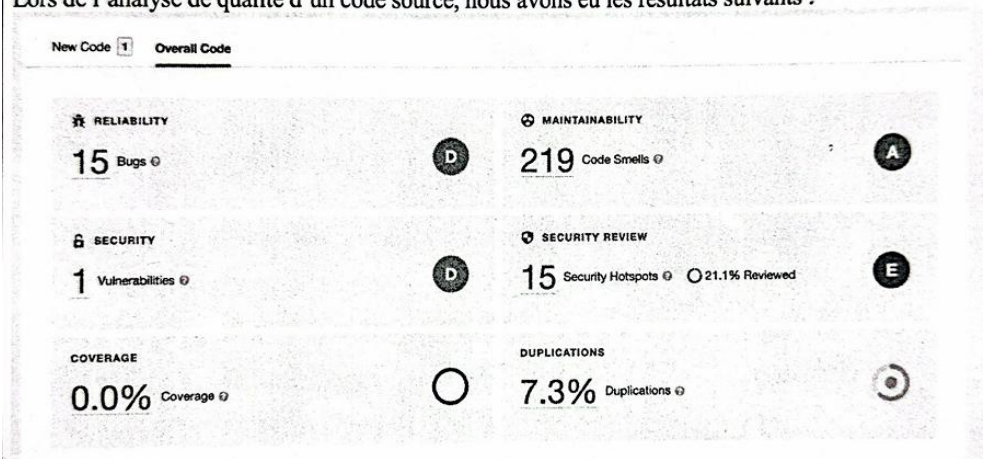 Lors de l'analyse de qualité d'un code source, nous avons eu les résultats suivants :
New Code 1 Overall Code
RELIABILITY
15 Bugs ?
D
MAINTAINABILITY
219 Code Smells ?
A
SECURITY
1 Vulnerabilities ?
D
SECURITY REVIEW
15 Security Hotspots ? 21.1% Reviewed
E
COVERAGE
0.0% Coverage ?
DUPLICATIONS
7.3% Duplications ?